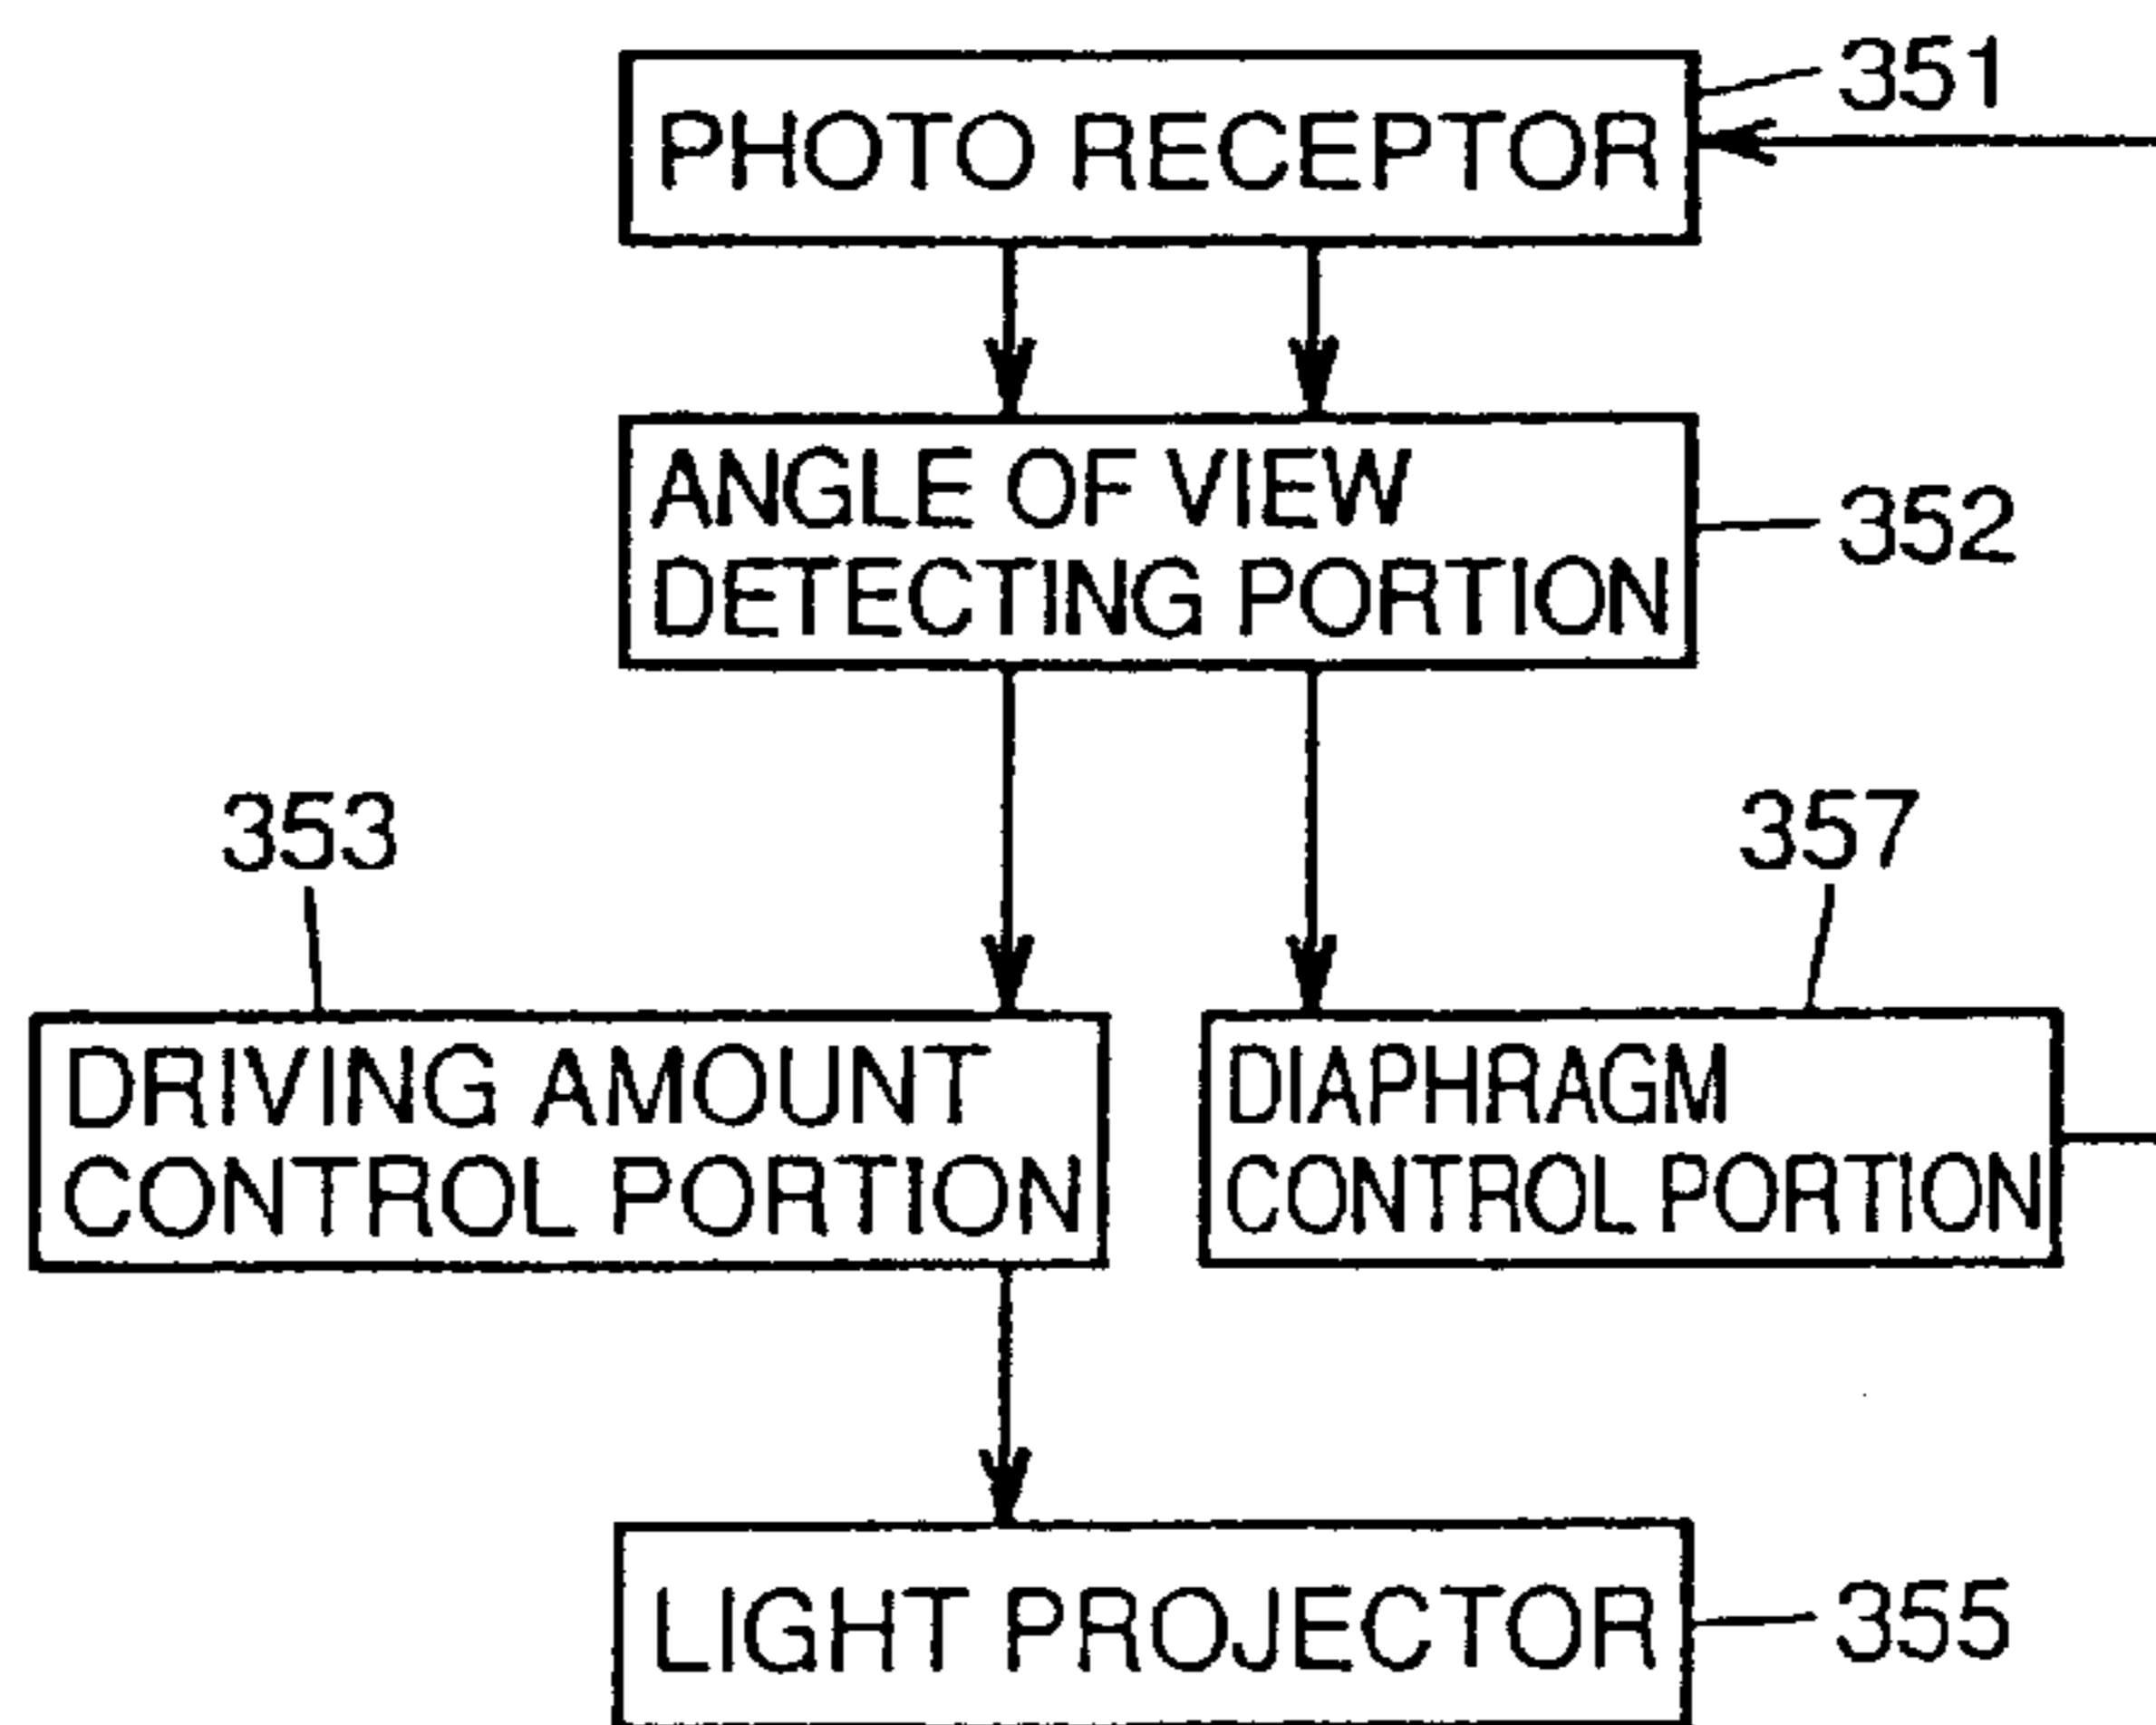 351
PHOTO RECEPTOR
ANGLE OF VIEW
DETECTING PORTION
352
353
357
DRIVING AMOUNT
CONTROL PORTION
DIAPHRAGM
CONTROL PORTION
LIGHT PROJECTOR
355